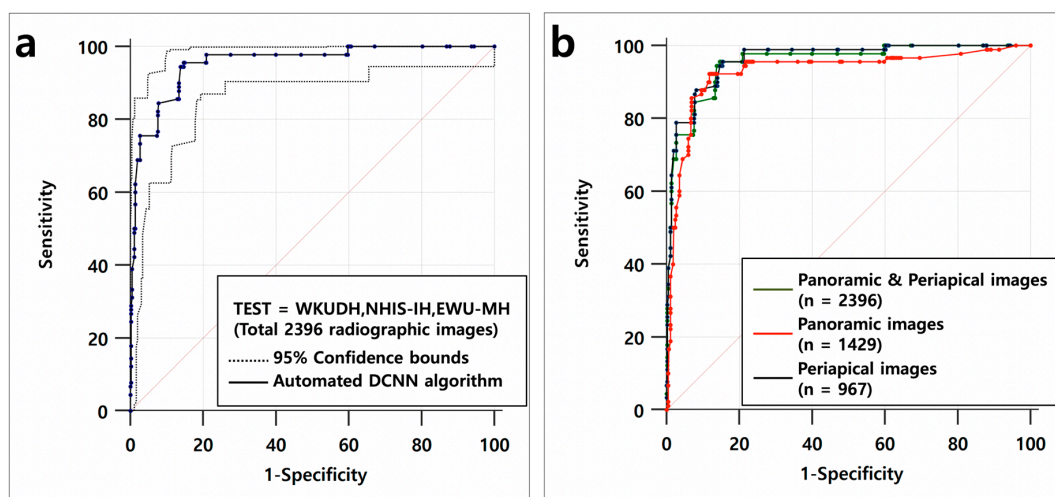 a
100
80
60
40
20
0
Sensitivity
TEST = WKUDH,NHIS-IH,EWU-MH
(Total 2396 radiographic images)
95% Confidence bounds
Automated DCNN algorithm
0 20 40 60 80 100
1-Specificity
b
100
80
60
40
20
0
Sensitivity
Panoramic & Periapical images
(n = 2396)
Panoramic images
(n = 1429)
Periapical images
(n = 967)
0 20 40 60 80 100
1-Specificity